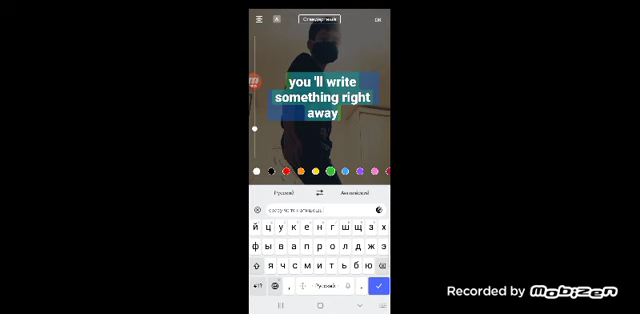 Стандартный
you 'll write
something right
away
Русский
Английский
й ц у к е н г ш щ з х
ф ы в а п р о л д ж э
я ч с м и т ь б ю
Русский
Recorded by mobizen